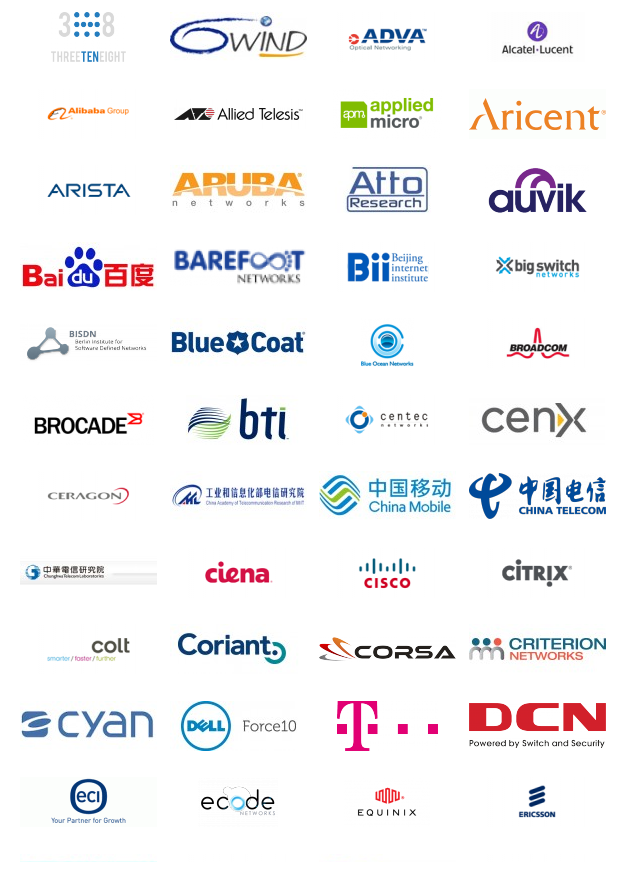 3 8
THREETENEIGHT
6WIND
ADVA
Optical Networking
Alcatel·Lucent
Alibaba Group
Allied Telesis™
apm
applied
micro®
Aricent®
ARISTA
ARUBA®
networks
Atto
Research
auvik
Bai du 百度
BAREFOOT
NETWORKS
Bii
Beijing
internet
institute
big switch
networks
BISDN
Berlin Institute for
Software Defined Networks
Blue Coat®
Blue Ocean Networks
BROADCOM
BROCADE
bti
centec
networks
cenx
CERAGON
工业和信息化部电信研究院
China Academy of Telecommunication Research of MIIT
中国移动
China Mobile
中国电信
CHINA TELECOM
中華電信研究院
Chunghwa Telecom Laboratories
ciena
CISCO
CITRIX®
colt
smarter / faster / further
Coriant
CORSA
CRITERION
NETWORKS
CYAN
DELL
Force10
T
DCN
Powered by Switch and Security
eci
Your Partner for Growth
ecode
NETWORKS
EQUINIX
ERICSSON